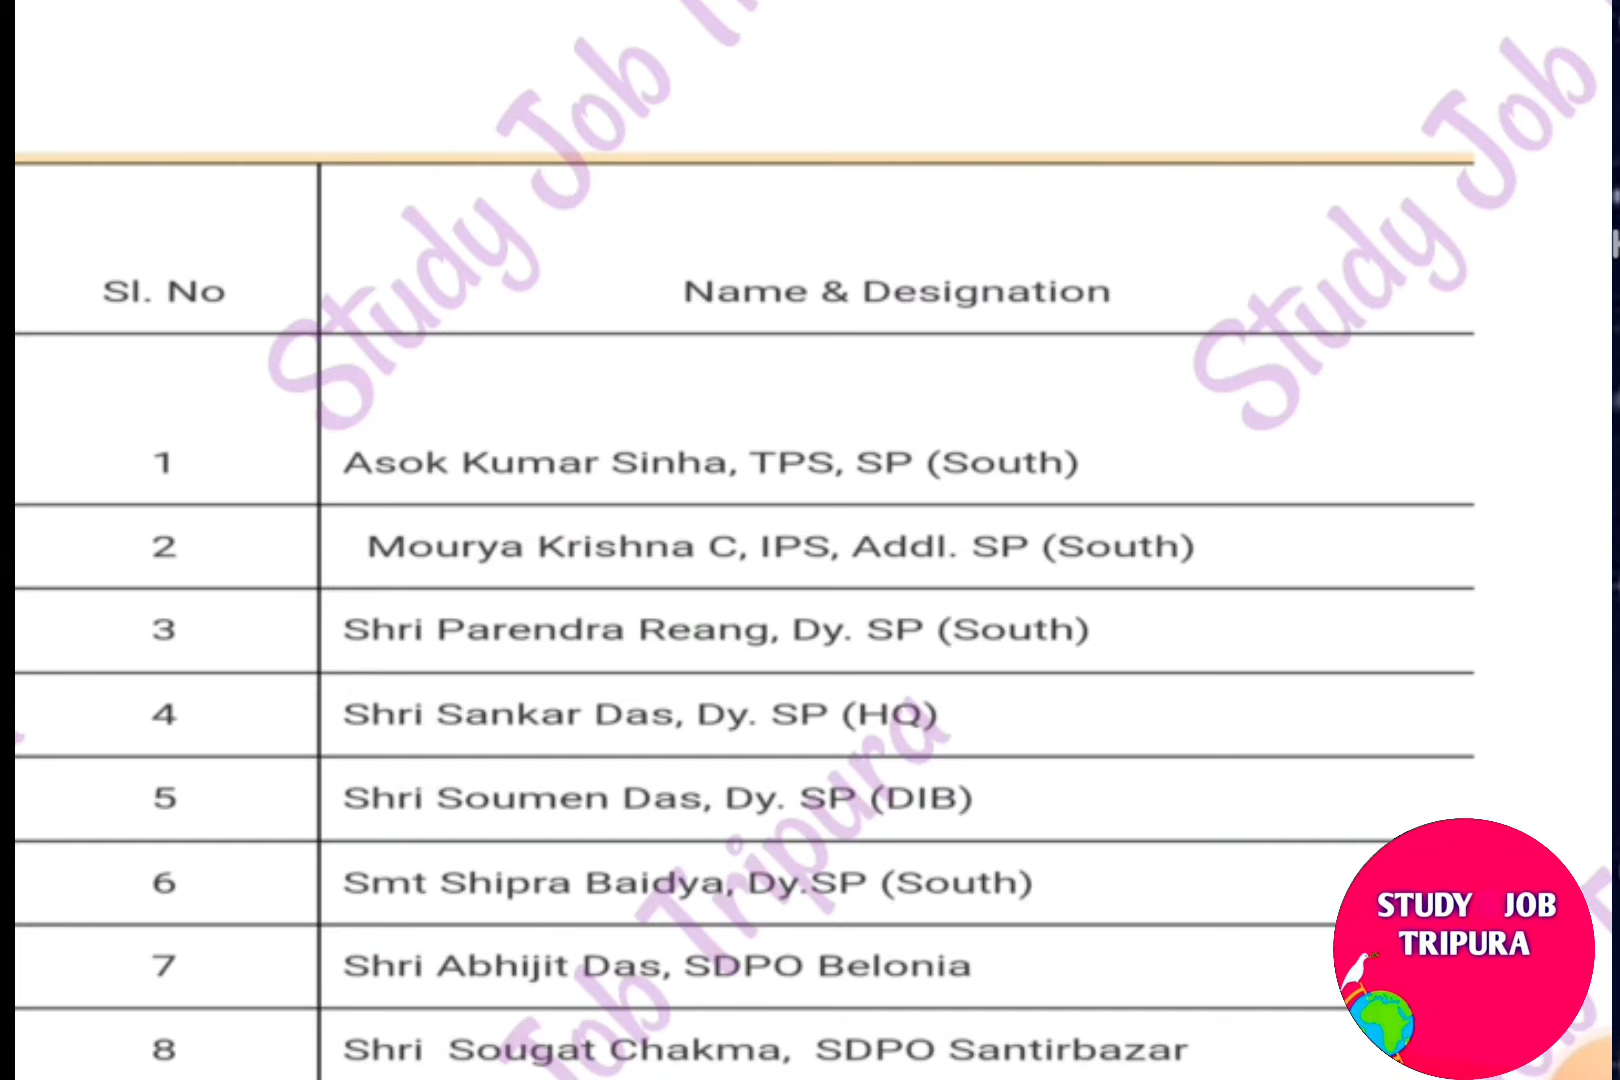 Study Job
Study Job
Sl. No Name & Designation
1 Asok Kumar Sinha, TPS, SP (South)
2 Mourya Krishna C, IPS, Addl. SP (South)
3 Shri Parendra Reang, Dy. SP (South)
4 Shri Sankar Das, Dy. SP (HQ)
5 Shri Soumen Das, Dy. SP (DIB)
6 Smt Shipra Baidya, Dy.SP (South)
7 Shri Abhijit Das, SDPO Belonia
8 Shri Sougat Chakma, SDPO Santirbazar
Job Tripura
STUDY JOB
TRIPURA